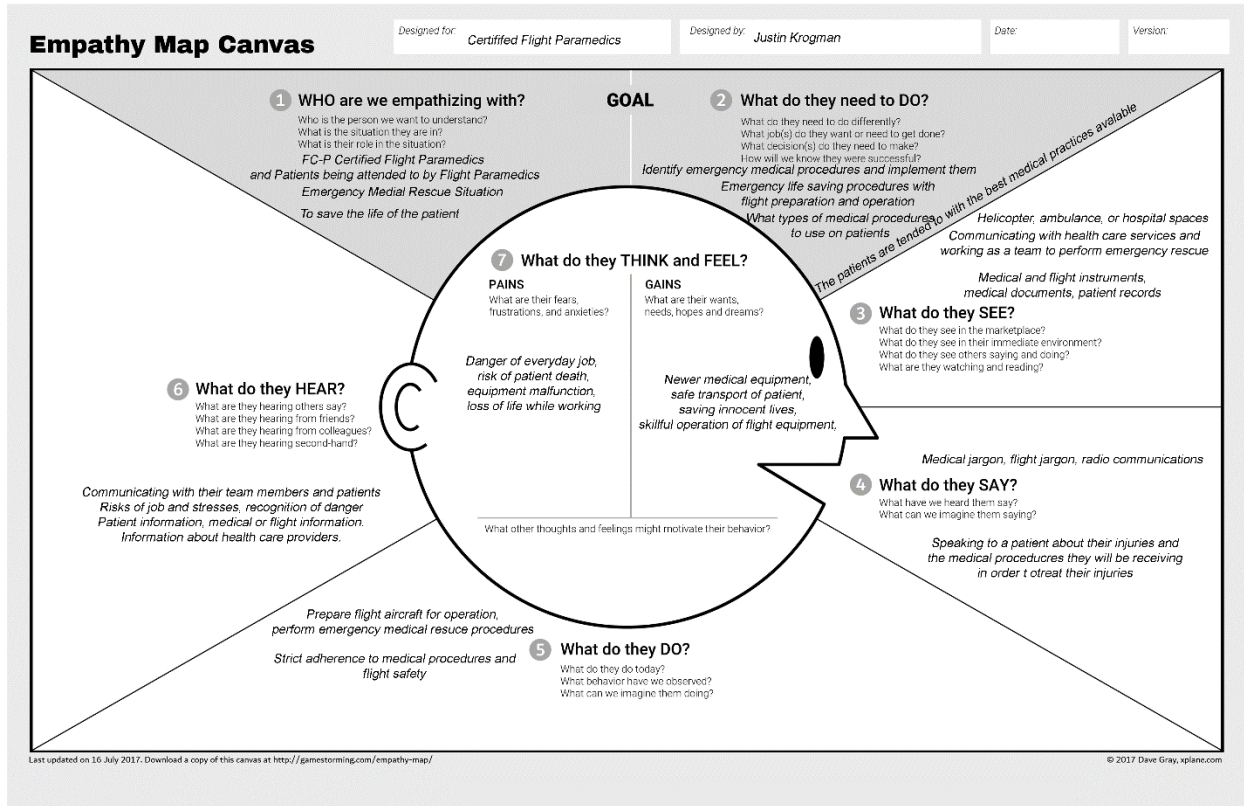 Empathy Map Canvas
Designed for:
Certififed Flight Paramedics
Designed by:
Justin Krogman
Date:
Version:
1 WHO are we empathizing with?
Who is the person we want to understand?
What is the situation they are in?
What is their role in the situation?
FC-P Certified Flight Paramedics
and Patients being attended to by Flight Paramedics
Emergency Medial Rescue Situation
To save the life of the patient
GOAL
2 What do they need to DO?
What do they need to do differently?
What job(s) do they want or need to get done?
What decision(s) do they need to make?
How will we know they were successful?
Identify emergency medical procedures and implement them
Emergency life saving procedures with
flight preparation and operation
What types of medical procedures
to use on patients
The patients are tended to with the best medical practices avalable
Helicopter, ambulance, or hospital spaces
Communicating with health care services and
working as a team to perform emergency rescue
Medical and flight instruments,
medical documents, patient records
3 What do they SEE?
What do they see in the marketplace?
What do they see in their immediate environment?
What do they see others saying and doing?
What are they watching and reading?
Medical jargon, flight jargon, radio communications
4 What do they SAY?
What have we heard them say?
What can we imagine them saying?
Speaking to a patient about their injuries and
the medical proceducres they will be receiving
in order t otreat their injuries
Prepare flight aircraft for operation,
perform emergency medical resuce procedures
Strict adherence to medical procedures and
flight safety
5 What do they DO?
What do they do today?
What behavior have we observed?
What can we imagine them doing?
6 What do they HEAR?
What are they hearing others say?
What are they hearing from friends?
What are they hearing from colleagues?
What are they hearing second-hand?
Communicating with their team members and patients
Risks of job and stresses, recognition of danger
Patient information, medical or flight information.
Information about health care providers.
7 What do they THINK and FEEL?
PAINS
What are their fears,
frustrations, and anxieties?
Danger of everyday job,
risk of patient death,
equipment malfunction,
loss of life while working
GAINS
What are their wants,
needs, hopes and dreams?
Newer medical equipment,
safe transport of patient,
saving innocent lives,
skillful operation of flight equipment,
What other thoughts and feelings might motivate their behavior?
Last updated on 16 July 2017. Download a copy of this canvas at http://gamestorming.com/empathy-map/
© 2017 Dave Gray, xplane.com